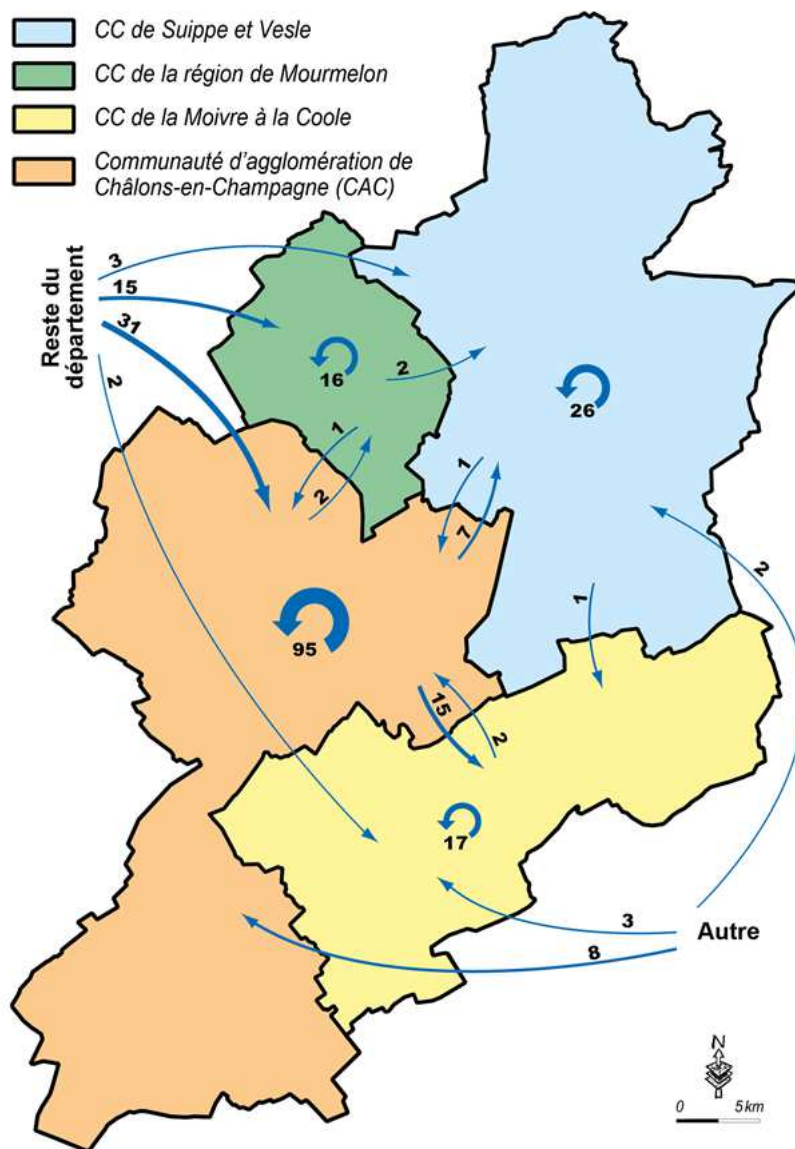 CC de Suippe et Vesle
CC de la région de Mourmelon
CC de la Moivre à la Coole
Communauté d'agglomération de
Châlons-en-Champagne (CAC)
Reste du
département
3
15
31
2
16
2
26
1
2
1
7
2
1
95
15
2
17
3
Autre
8
N
0 5 km